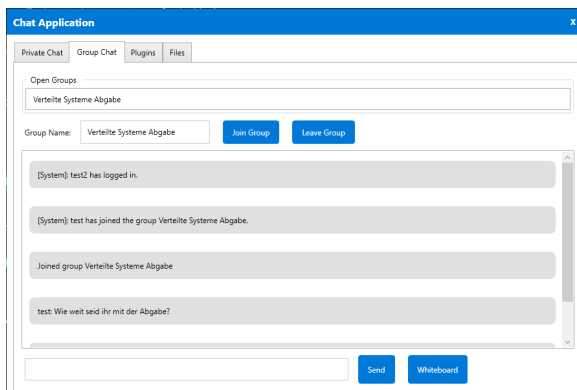 Chat Application
x
Private Chat
Group Chat
Plugins
Files
Open Groups
Verteilte Systeme Abgabe
Group Name:
Verteilte Systeme Abgabe
Join Group
Leave Group
[System]: test2 has logged in.
[System]: test has joined the group Verteilte Systeme Abgabe.
Joined group Verteilte Systeme Abgabe
test: Wie weit seid ihr mit der Abgabe?
Send
Whiteboard